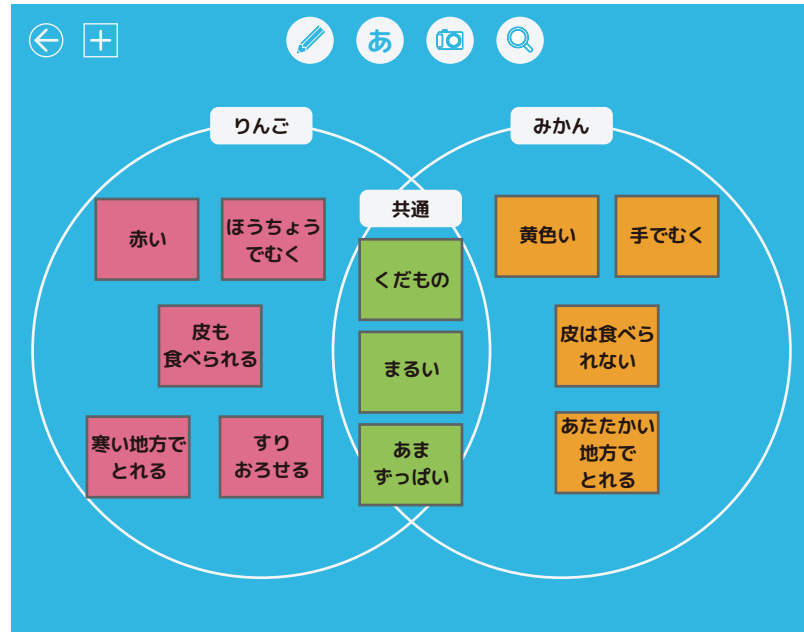 あ
りんご
みかん
共通
赤い
ほうちょう
でむく
皮も
食べられる
寒い地方で
とれる
すり
おろせる
くだもの
まるい
あま
ずっぱい
黄色い
手でむく
皮は食べら
れない
あたたかい
地方で
とれる